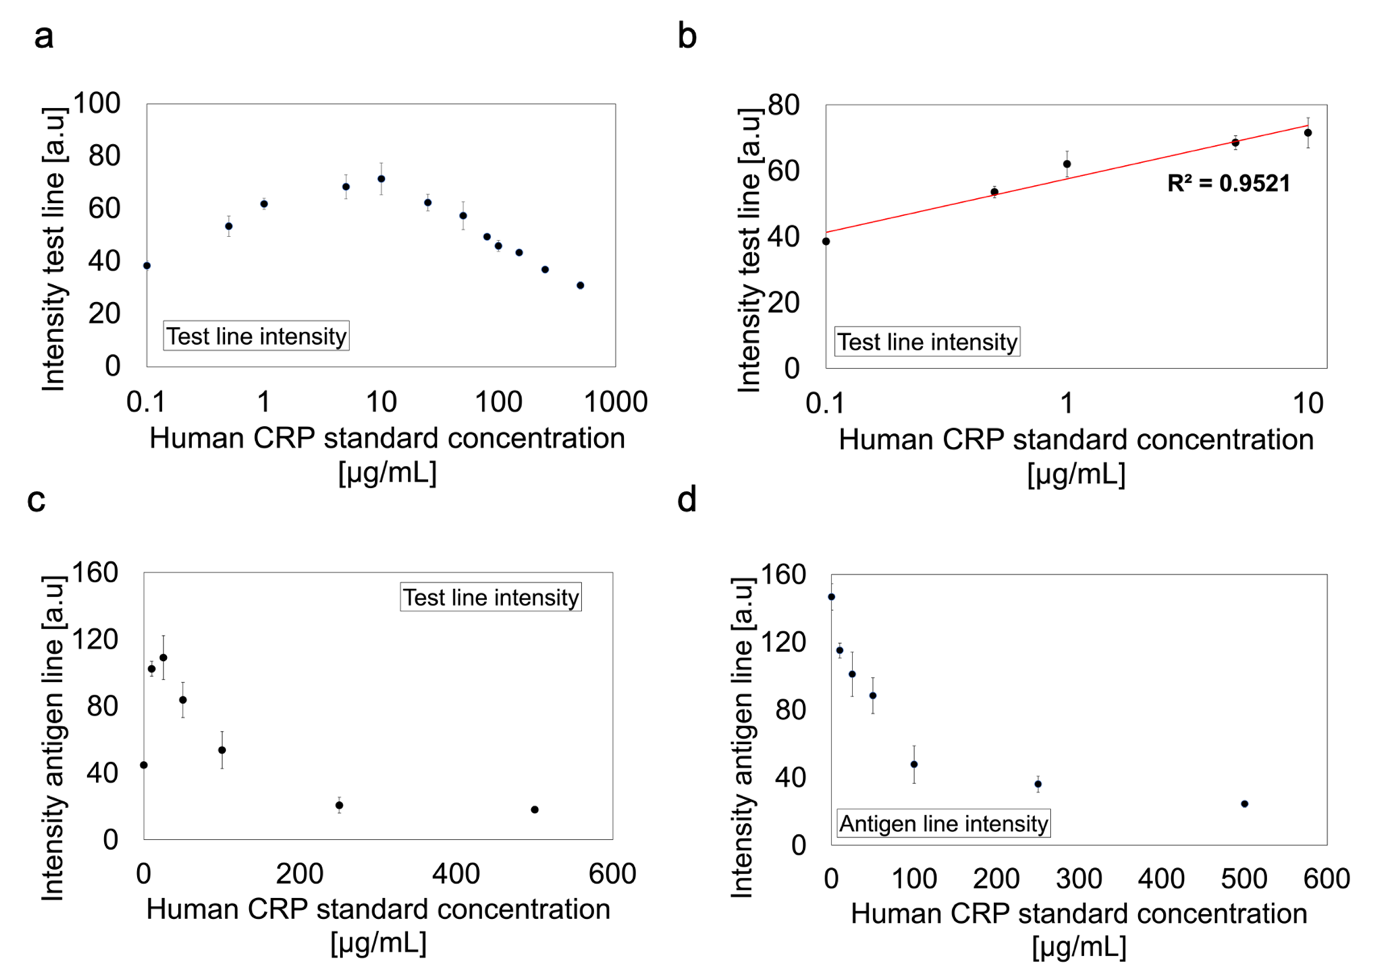 a
Intensity test line [a.u]
100
80
60
40
20
0
Test line intensity
0.1 1 10 100 1000
Human CRP standard concentration
[µg/mL]
b
Intensity test line [a.u]
80
60
40
20
0
R² = 0.9521
Test line intensity
0.1 1 10
Human CRP standard concentration
[µg/mL]
c
Intensity antigen line [a.u]
160
120
80
40
0
Test line intensity
0 200 400 600
Human CRP standard concentration
[µg/mL]
d
Intensity antigen line [a.u]
160
120
80
40
0
Antigen line intensity
0 100 200 300 400 500 600
Human CRP standard concentration
[µg/mL]